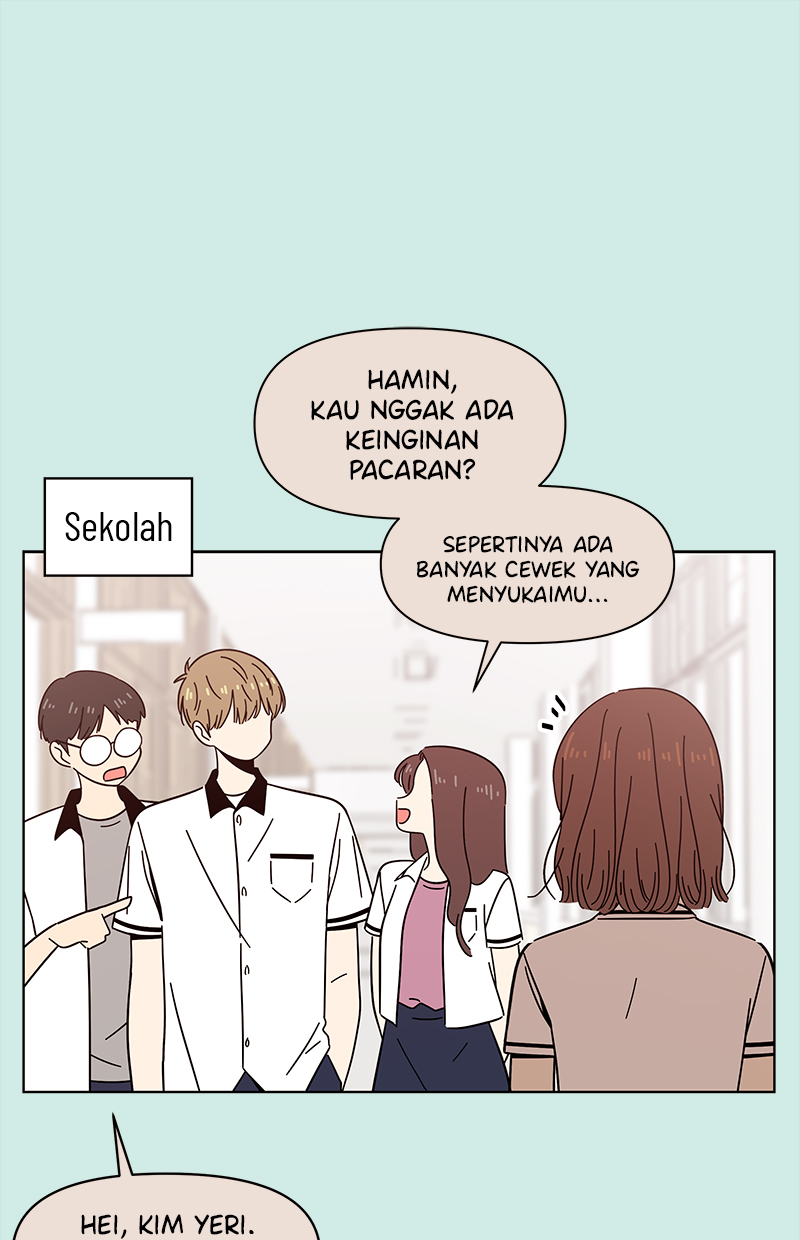 HAMIN,
KAU NGGAK ADA
KEINGINAN
PACARAN?
Sekolah
SEPERTINYA ADA
BANYAK CEWEK YANG
MENYUKAIMU...
HEI, KIM YERI.